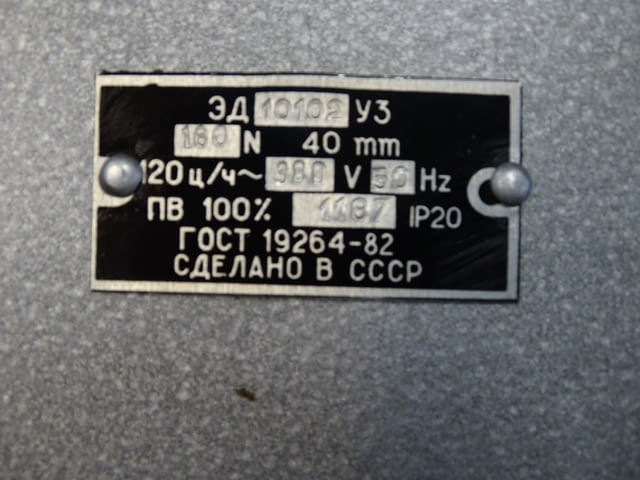 ЭД 10102 У3
160 N 40 mm
120 ц/ч~ 380 V 50 Hz
ПВ 100% 1187 IP20
ГОСТ 19264-82
СДЕЛАНО В СССР